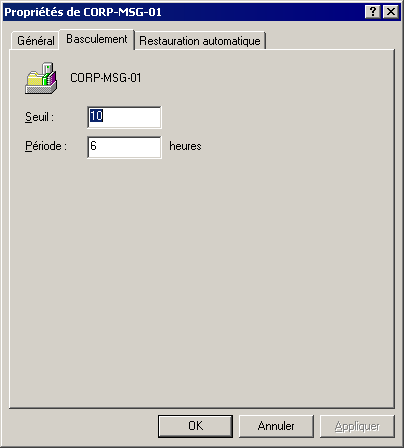 Propriétés de CORP-MSG-01
Général Basculement Restauration automatique
CORP-MSG-01
Seuil : 10
Période : 6 heures
OK Annuler Appliquer